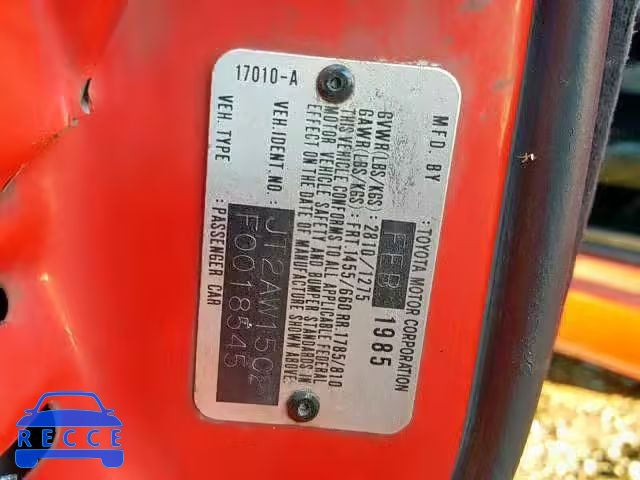 MFD. BY : TOYOTA MOTOR CORPORATION
FEB 1985
GVWR(LBS/KGS) : 2810/1275
GAWR(LBS/KGS) : FRT.1455/660 RR.1765/810
THIS VEHICLE CONFORMS TO ALL APPLICABLE FEDERAL
MOTOR VEHICLE SAFETY AND BUMPER STANDARDS IN
EFFECT ON THE DATE OF MANUFACTURE SHOWN ABOVE.
VEH.IDENT.NO. :
F0018545
VEH. TYPE : PASSENGER CAR
17010-A
RECCE